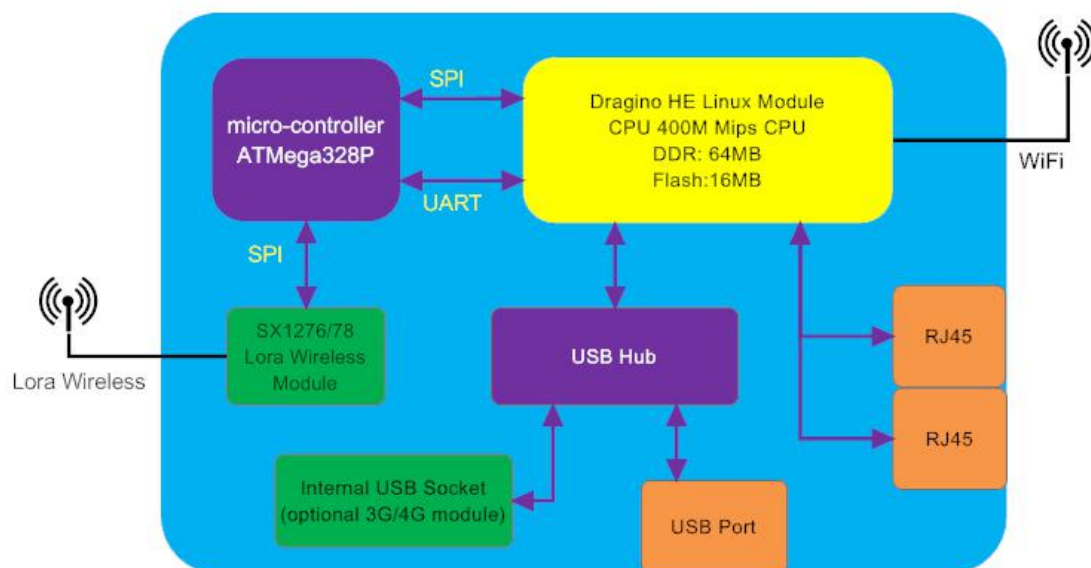 SPI
micro-controller
ATMega328P
Dragino HE Linux Module
CPU 400M Mips CPU
DDR: 64MB
Flash:16MB
WiFi
UART
SPI
SX1276/78
Lora Wireless
Module
Lora Wireless
USB Hub
RJ45
RJ45
Internal USB Socket
(optional 3G/4G module)
USB Port